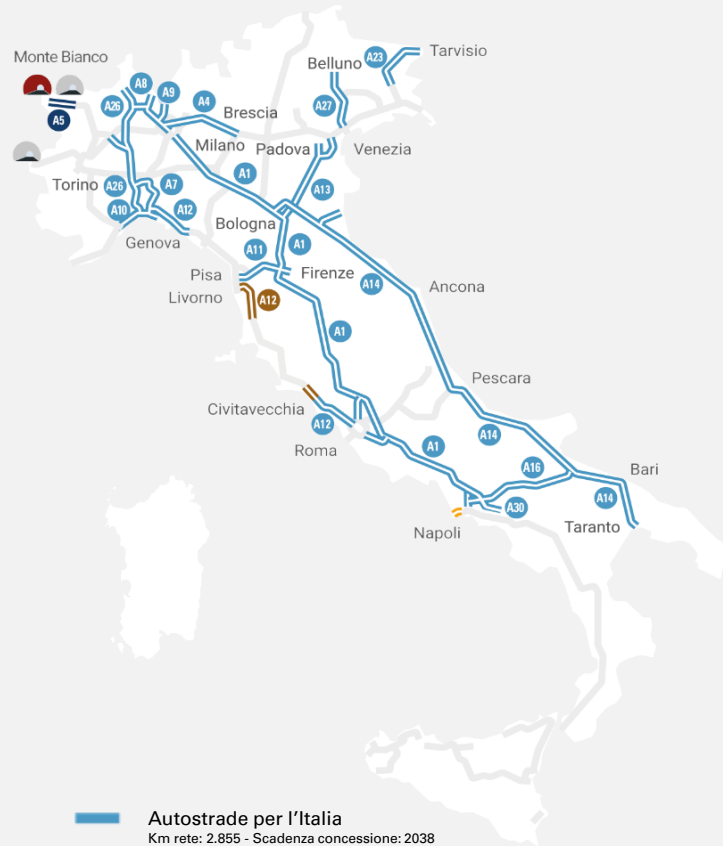 Tarvisio
A23
Monte Bianco
Belluno
A8
A9
A4
A26
A27
Brescia
A5
Milano
Padova
Venezia
A1
Torino
A26
A7
A13
A10
A12
Bologna
Genova
A11
A1
Pisa
Firenze
A14
Ancona
Livorno
A12
A1
Pescara
Civitavecchia
A12
A14
Roma
A1
A16
Bari
A14
A30
Napoli
Taranto
Autostrade per l'Italia
Km rete: 2.855 - Scadenza concessione: 2038